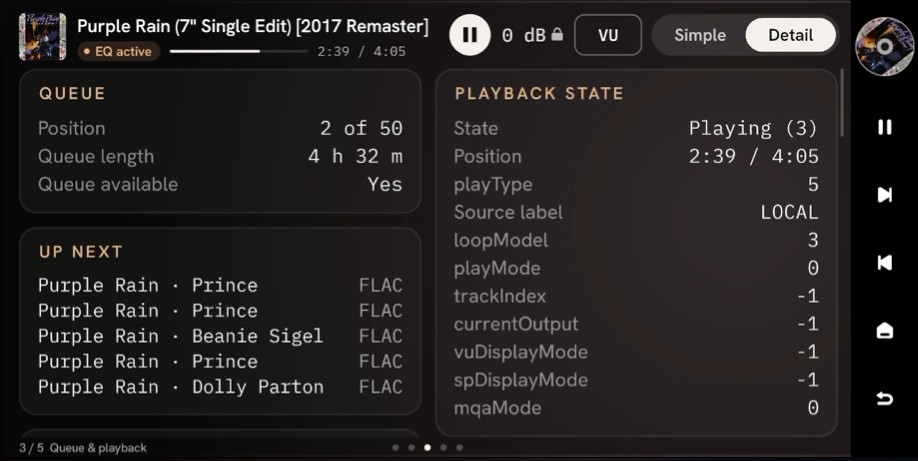 Purple Rain (7" Single Edit) [2017 Remaster]
EQ active 2:39 / 4:05
0 dB
VU
Simple Detail
QUEUE
Position 2 of 50
Queue length 4 h 32 m
Queue available Yes
UP NEXT
Purple Rain · Prince FLAC
Purple Rain · Prince FLAC
Purple Rain · Beanie Sigel FLAC
Purple Rain · Prince FLAC
Purple Rain · Dolly Parton FLAC
PLAYBACK STATE
State Playing (3)
Position 2:39 / 4:05
playType 5
Source label LOCAL
loopModel 3
playMode 0
trackIndex -1
currentOutput -1
vuDisplayMode -1
spDisplayMode -1
mqaMode 0
3 / 5 Queue & playback